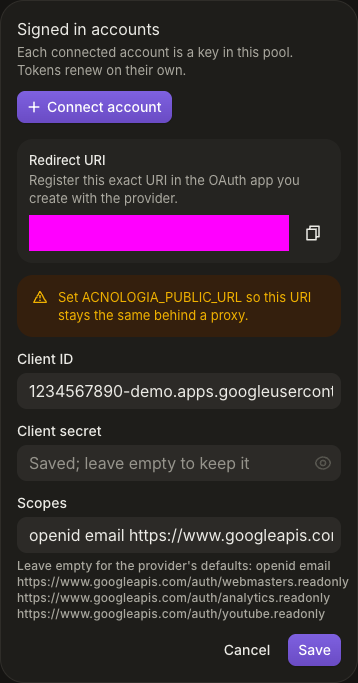 Signed in accounts
Each connected account is a key in this pool.
Tokens renew on their own.
+ Connect account
Redirect URI
Register this exact URI in the OAuth app you
create with the provider.
Set ACNOLOGIA_PUBLIC_URL so this URI
stays the same behind a proxy.
Client ID
1234567890-demo.apps.googleusercont
Client secret
Saved; leave empty to keep it
Scopes
openid email https://www.googleapis.co
Leave empty for the provider's defaults: openid email
https://www.googleapis.com/auth/webmasters.readonly
https://www.googleapis.com/auth/analytics.readonly
https://www.googleapis.com/auth/youtube.readonly
Cancel
Save